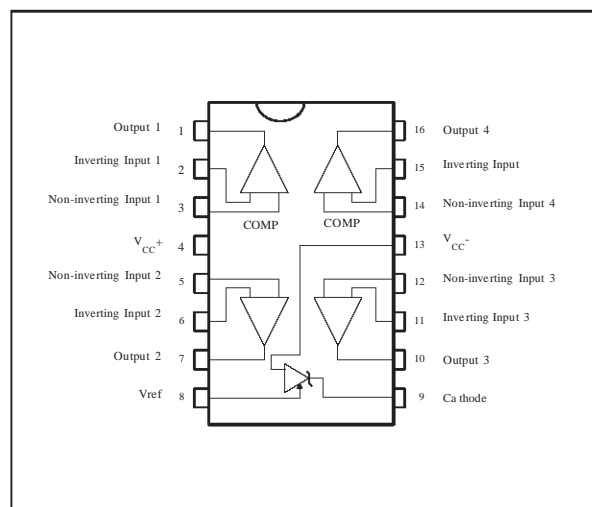 Output 1 1
Inverting Input 1 2
Non-inverting Input 1 3
VCC+ 4
Non-inverting Input 2 5
Inverting Input 2 6
Output 2 7
Vref 8
COMP COMP
16 Output 4
15 Inverting Input
14 Non-inverting Input 4
13 VCC-
12 Non-inverting Input 3
11 Inverting Input 3
10 Output 3
9 Cathode